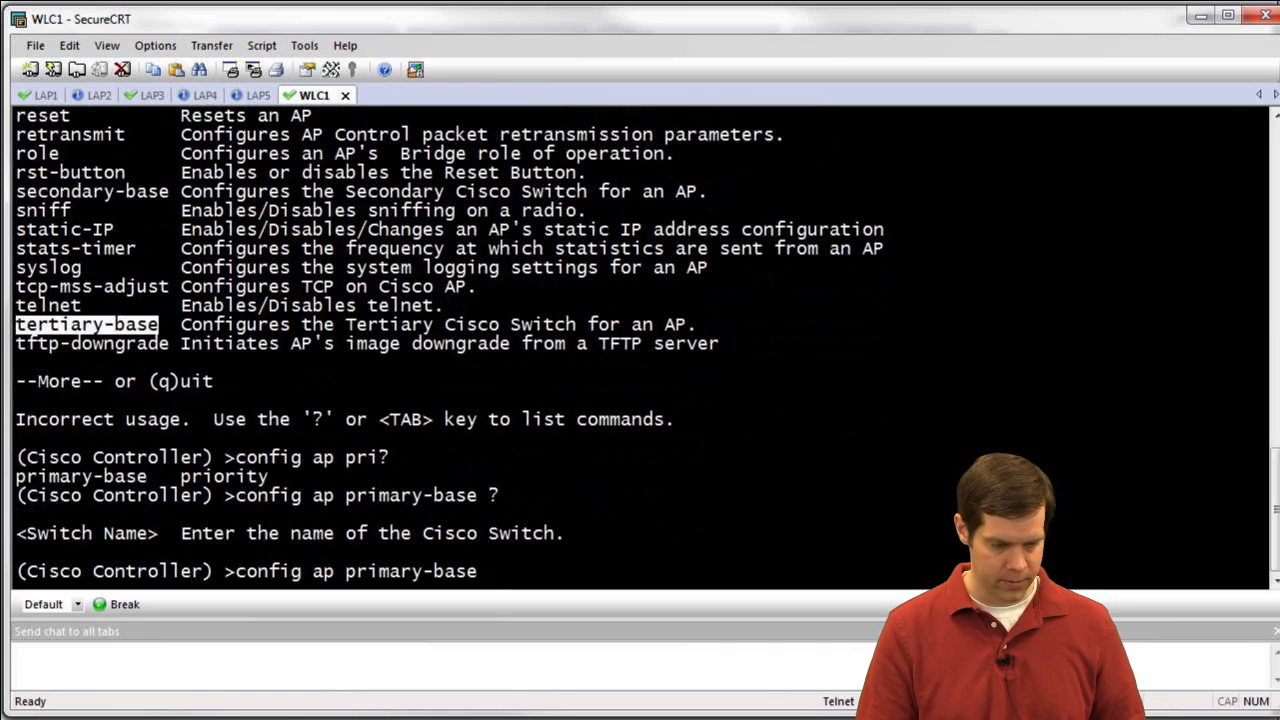 WLC1 - SecureCRT
File Edit View Options Transfer Script Tools Help
LAP1 LAP2 LAP3 LAP4 LAP5 WLC1
reset Resets an AP
retransmit Configures AP Control packet retransmission parameters.
role Configures an AP's Bridge role of operation.
rst-button Enables or disables the Reset Button.
secondary-base Configures the Secondary Cisco Switch for an AP.
sniff Enables/Disables sniffing on a radio.
static-IP Enables/Disables/Changes an AP's static IP address configuration
stats-timer Configures the frequency at which statistics are sent from an AP
syslog Configures the system logging settings for an AP
tcp-mss-adjust Configures TCP on Cisco AP.
telnet Enables/Disables telnet.
tertiary-base Configures the Tertiary Cisco Switch for an AP.
tftp-downgrade Initiates AP's image downgrade from a TFTP server
--More-- or (q)uit
Incorrect usage. Use the '?' or <TAB> key to list commands.
(Cisco Controller) >config ap pri?
primary-base priority
(Cisco Controller) >config ap primary-base ?
<Switch Name> Enter the name of the Cisco Switch.
(Cisco Controller) >config ap primary-base
Default Break
Send chat to all tabs
Ready Telnet CAP NUM